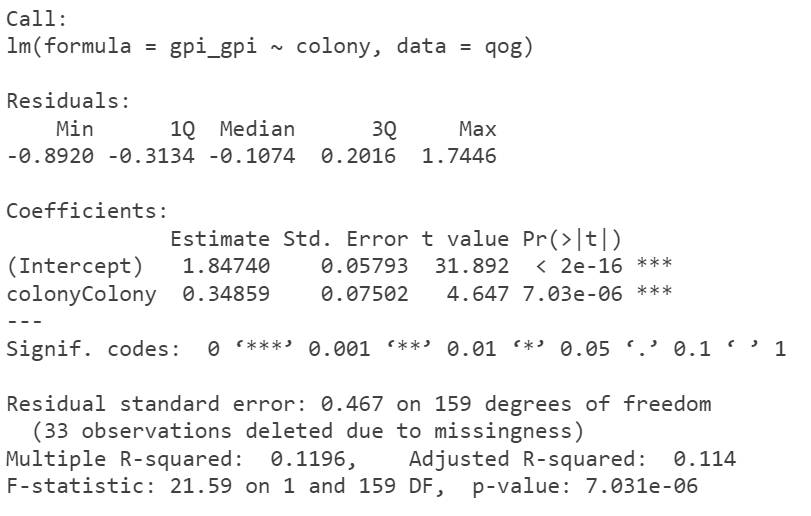 Call:
lm(formula = gpi_gpi ~ colony, data = qog)
Residuals:
    Min      1Q  Median      3Q     Max
-0.8920 -0.3134 -0.1074  0.2016  1.7446
Coefficients:
             Estimate Std. Error t value Pr(>|t|)
(Intercept)   1.84740    0.05793  31.892  < 2e-16 ***
colonyColony  0.34859    0.07502   4.647 7.03e-06 ***
---
Signif. codes:  0 ‘***’ 0.001 ‘**’ 0.01 ‘*’ 0.05 ‘.’ 0.1 ‘ ’ 1
Residual standard error: 0.467 on 159 degrees of freedom
  (33 observations deleted due to missingness)
Multiple R-squared:  0.1196,    Adjusted R-squared:  0.114
F-statistic: 21.59 on 1 and 159 DF,  p-value: 7.031e-06